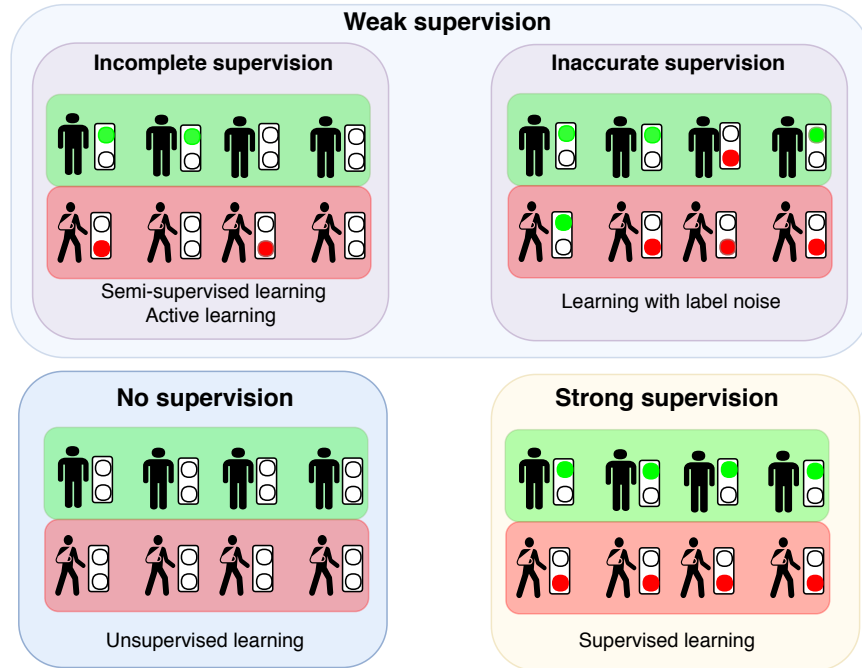 Weak supervision
Incomplete supervision
Semi-supervised learning
Active learning
Inaccurate supervision
Learning with label noise
No supervision
Unsupervised learning
Strong supervision
Supervised learning